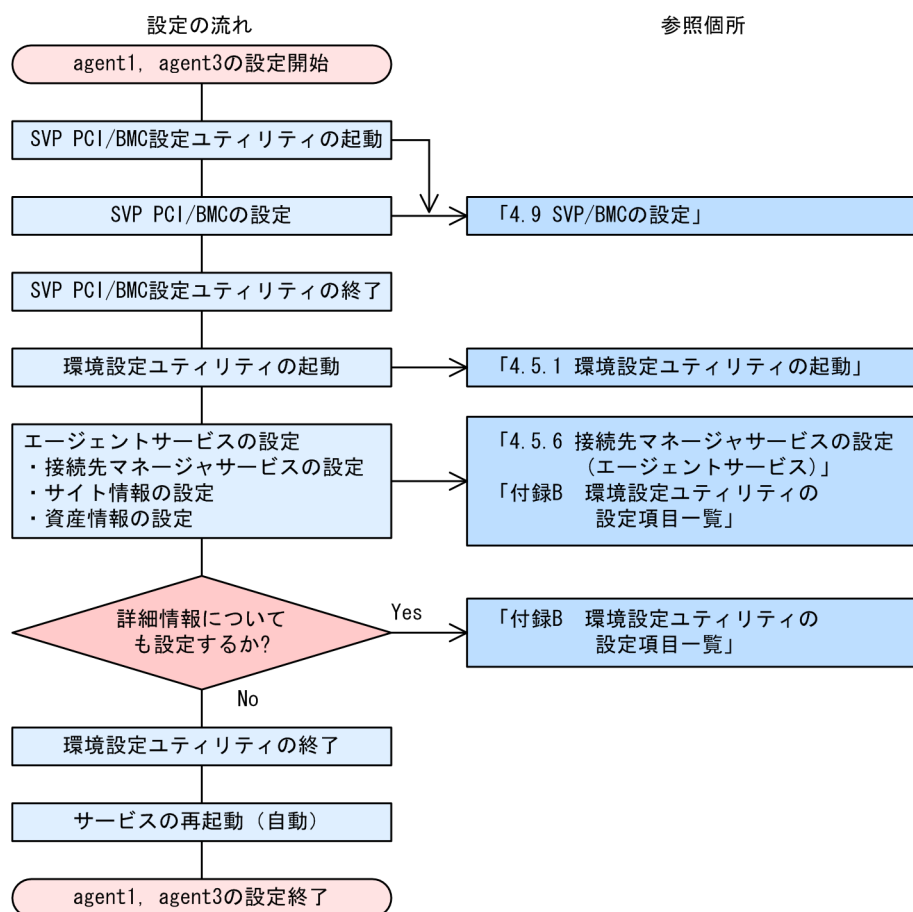 設定の流れ
参照個所
agent1, agent3の設定開始
SVP PCI/BMC設定ユティリティの起動
SVP PCI/BMCの設定
「4.9 SVP/BMCの設定」
SVP PCI/BMC設定ユティリティの終了
環境設定ユティリティの起動
「4.5.1 環境設定ユティリティの起動」
エージェントサービスの設定
・接続先マネージャサービスの設定
・サイト情報の設定
・資産情報の設定
「4.5.6 接続先マネージャサービスの設定
(エージェントサービス)」
「付録B　環境設定ユティリティの
設定項目一覧」
詳細情報について
も設定するか?
Yes
「付録B　環境設定ユティリティの
設定項目一覧」
No
環境設定ユティリティの終了
サービスの再起動（自動）
agent1, agent3の設定終了